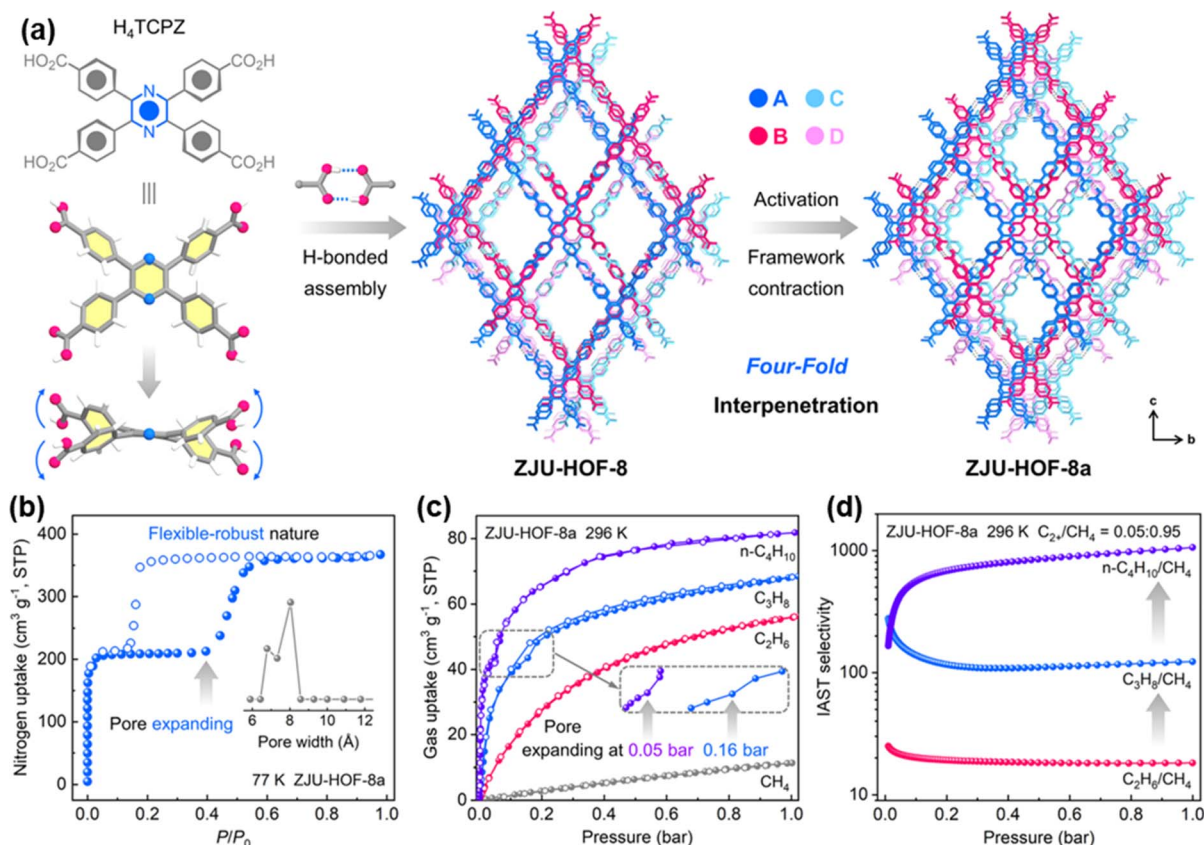 (a)
H₄TCPZ
HO₂C
CO₂H
N
N
HO₂C
CO₂H
H-bonded
assembly
A
C
B
D
Activation
Framework
contraction
Four-Fold
Interpenetration
c
b
ZJU-HOF-8
ZJU-HOF-8a
(b)
Nitrogen uptake (cm³ g⁻¹, STP)
400
300
200
100
0
Flexible-robust nature
Pore expanding
6 8 10 12
Pore width (Å)
77 K ZJU-HOF-8a
0.0 0.2 0.4 0.6 0.8 1.0
P/P₀
(c)
Gas uptake (cm³ g⁻¹, STP)
80
60
40
20
0
ZJU-HOF-8a 296 K
n-C₄H₁₀
C₃H₈
C₂H₆
Pore
expanding at 0.05 bar 0.16 bar
CH₄
0.0 0.2 0.4 0.6 0.8 1.0
Pressure (bar)
(d)
IAST selectivity
1000
100
10
ZJU-HOF-8a 296 K C₂₊/CH₄ = 0.05:0.95
n-C₄H₁₀/CH₄
C₃H₈/CH₄
C₂H₆/CH₄
0.0 0.2 0.4 0.6 0.8 1.0
Pressure (bar)